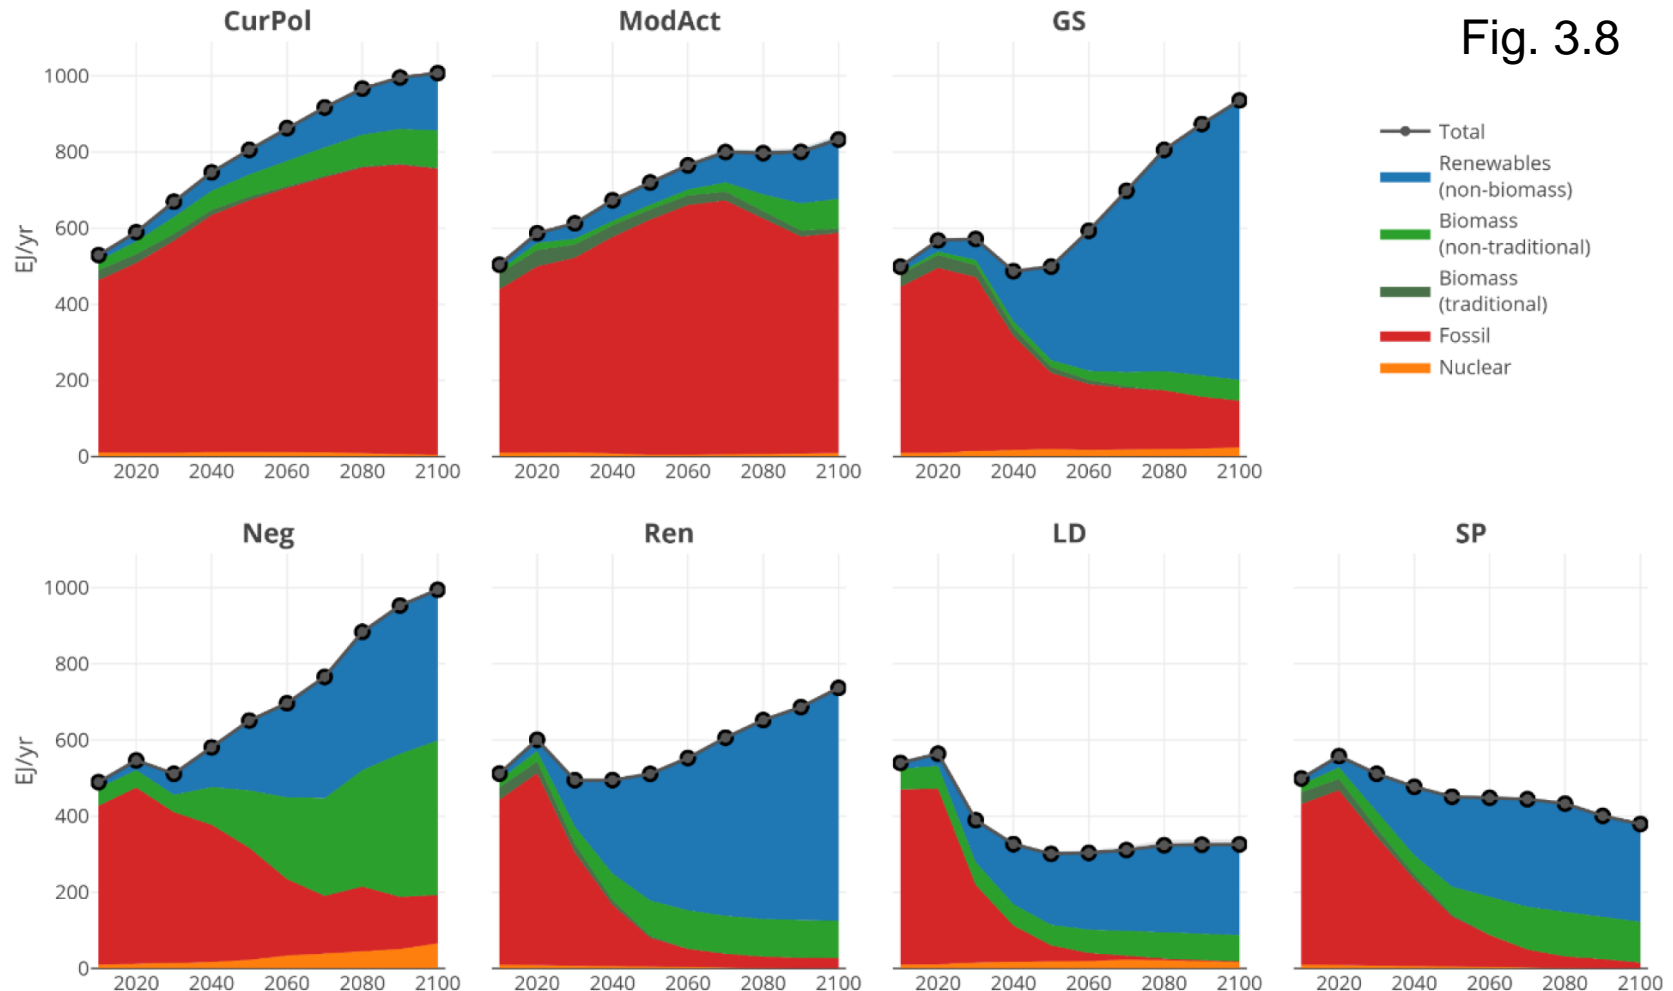 CurPol
ModAct
GS
Fig. 3.8
EJ/yr
1000
800
600
400
200
0
2020 2040 2060 2080 2100
2020 2040 2060 2080 2100
2020 2040 2060 2080 2100
Total
Renewables
(non-biomass)
Biomass
(non-traditional)
Biomass
(traditional)
Fossil
Nuclear
Neg
Ren
LD
SP
EJ/yr
1000
800
600
400
200
0
2020 2040 2060 2080 2100
2020 2040 2060 2080 2100
2020 2040 2060 2080 2100
2020 2040 2060 2080 2100